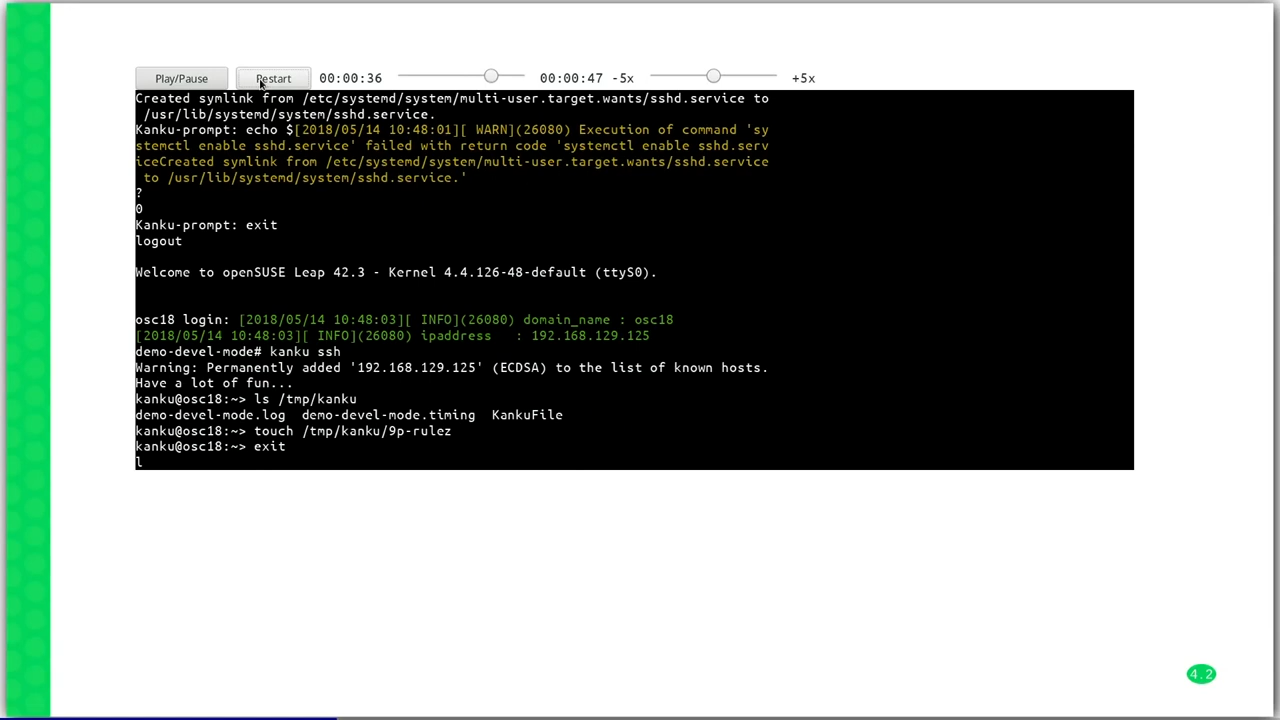 Play/Pause Restart 00:00:36 00:00:47 -5x +5x
Created symlink from /etc/systemd/system/multi-user.target.wants/sshd.service to
/usr/lib/systemd/system/sshd.service.
Kanku-prompt: echo $[2018/05/14 10:48:01][ WARN](26080) Execution of command 'sy
stemctl enable sshd.service' failed with return code 'systemctl enable sshd.serv
iceCreated symlink from /etc/systemd/system/multi-user.target.wants/sshd.service
to /usr/lib/systemd/system/sshd.service.'
?
0
Kanku-prompt: exit
logout
Welcome to openSUSE Leap 42.3 - Kernel 4.4.126-48-default (ttyS0).
osc18 login: [2018/05/14 10:48:03][ INFO](26080) domain_name : osc18
[2018/05/14 10:48:03][ INFO](26080) ipaddress   : 192.168.129.125
demo-devel-mode# kanku ssh
Warning: Permanently added '192.168.129.125' (ECDSA) to the list of known hosts.
Have a lot of fun...
kanku@osc18:~> ls /tmp/kanku
demo-devel-mode.log  demo-devel-mode.timing  KankuFile
kanku@osc18:~> touch /tmp/kanku/9p-rulez
kanku@osc18:~> exit
l
4.2